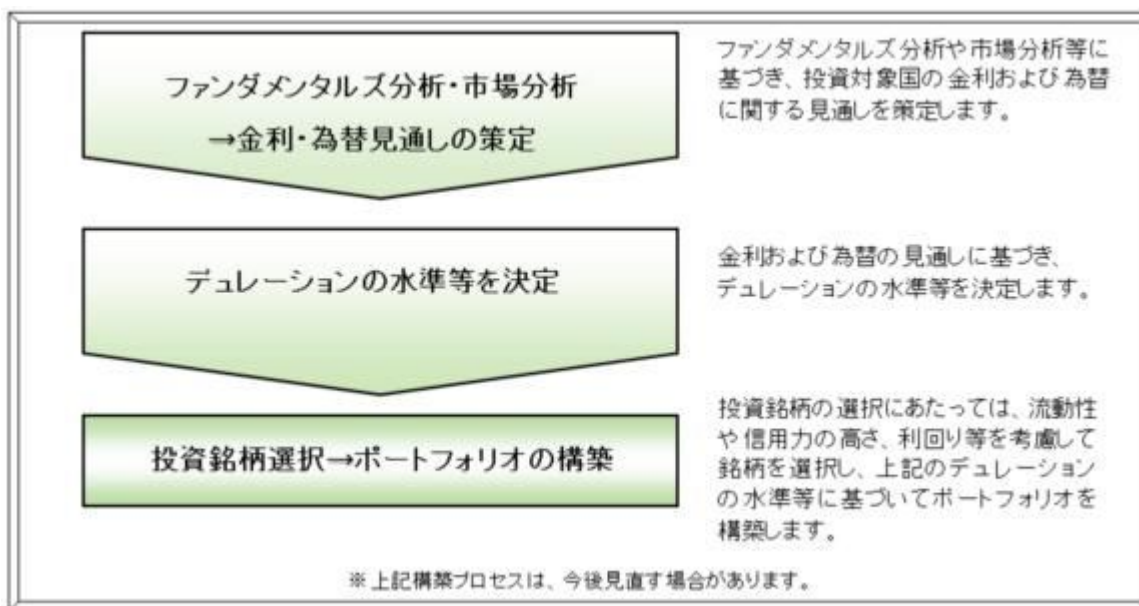 ファンダメンタルズ分析・市場分析
→金利・為替見通しの策定
ファンダメンタルズ分析や市場分析等に
基づき、投資対象国の金利および為替
に関する見通しを策定します。
デュレーションの水準等を決定
金利および為替の見通しに基づき、
デュレーションの水準等を決定します。
投資銘柄選択→ポートフォリオの構築
投資銘柄の選択にあたっては、流動性
や信用力の高さ、利回り等を考慮して
銘柄を選択し、上記のデュレーション
の水準等に基づいてポートフォリオを
構築します。
※上記構築プロセスは、今後見直す場合があります。